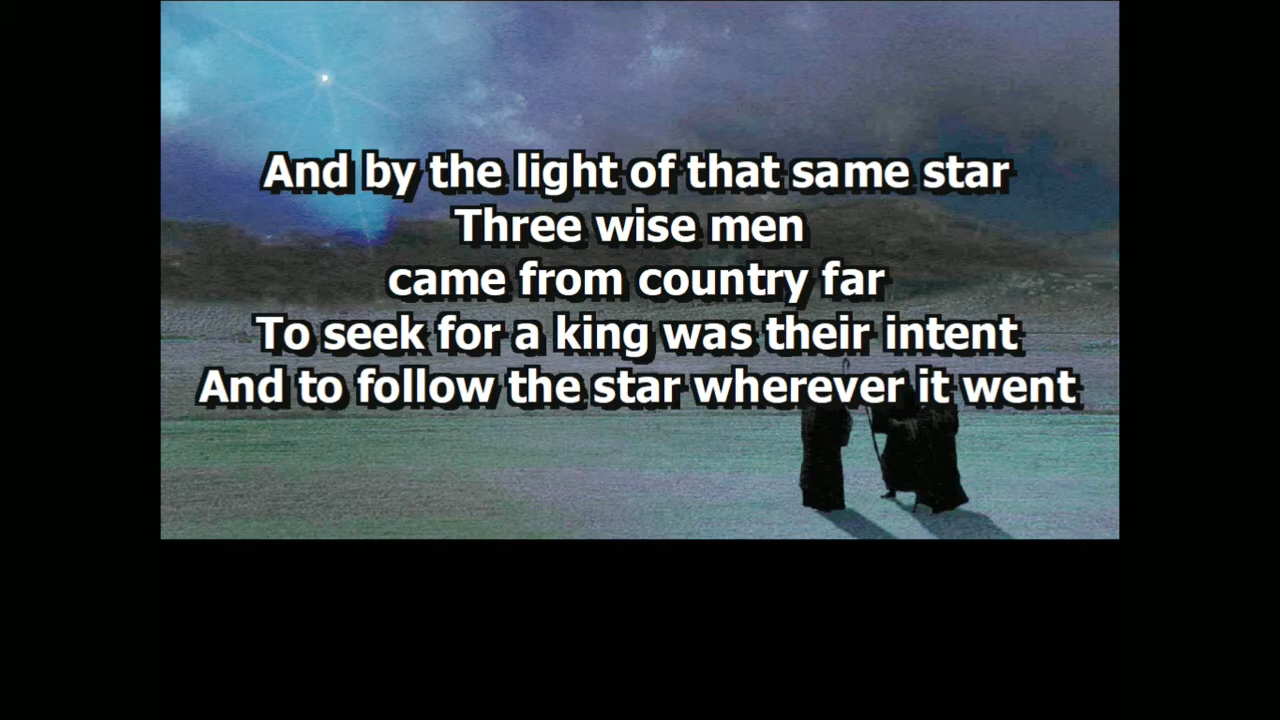 And by the light of that same star
Three wise men
came from country far
To seek for a king was their intent
And to follow the star wherever it went